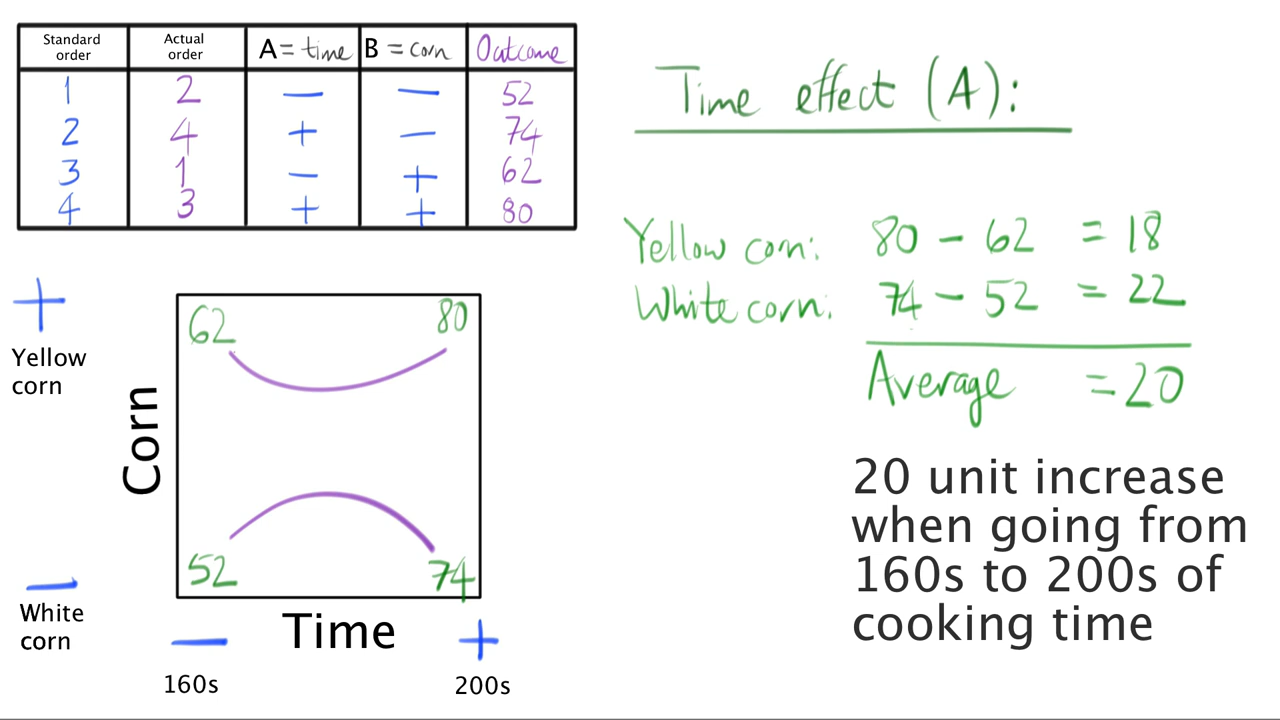 Standard order | Actual order | A = time | B = corn | Outcome
1 | 2 | − | − | 52
2 | 4 | + | − | 74
3 | 1 | − | + | 62
4 | 3 | + | + | 80
Time effect (A):
Yellow corn: 80 − 62 = 18
White corn: 74 − 52 = 22
Average = 20
20 unit increase
when going from
160s to 200s of
cooking time
+
Yellow
corn
62 80
Corn
52 74
−
White
corn
− Time +
160s 200s